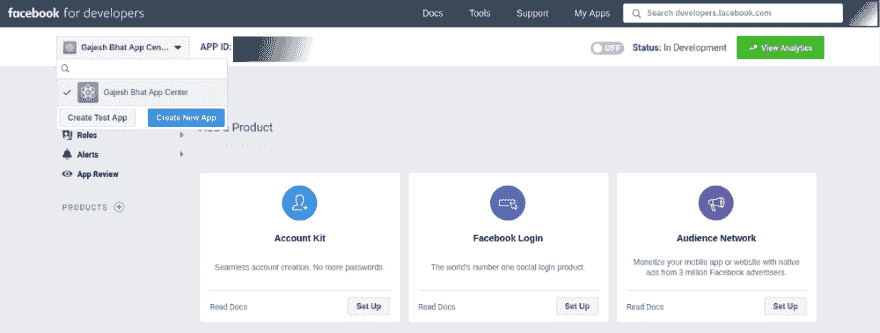 facebook for developers
Docs Tools Support My Apps Search developers.facebook.com
Gajesh Bhat App Cen... APP ID: OFF Status: In Development View Analytics
Gajesh Bhat App Center
Create Test App Create New App
a Product
Roles
Alerts
App Review
PRODUCTS
Account Kit Facebook Login Audience Network
Seamless account creation. No more passwords. The world's number one social login product. Monetize your mobile app or website with native
ads from 3 million Facebook advertisers.
Read Docs Set Up Read Docs Set Up Read Docs Set Up